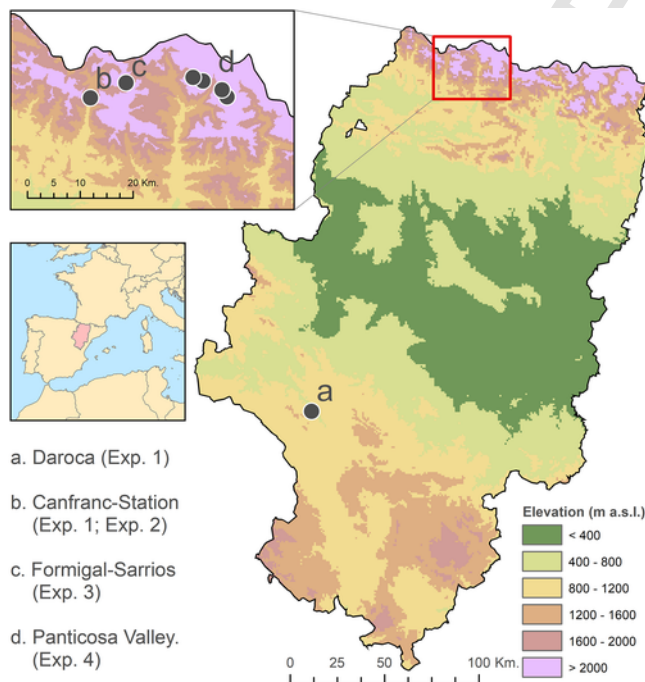 b
c
d
0 5 10 20 Km.
a
a. Daroca (Exp. 1)
b. Canfranc-Station
(Exp. 1; Exp. 2)
c. Formigal-Sarrios
(Exp. 3)
d. Panticosa Valley.
(Exp. 4)
Elevation (m a.s.l.)
< 400
400 - 800
800 - 1200
1200 - 1600
1600 - 2000
> 2000
0 25 50 100 Km.